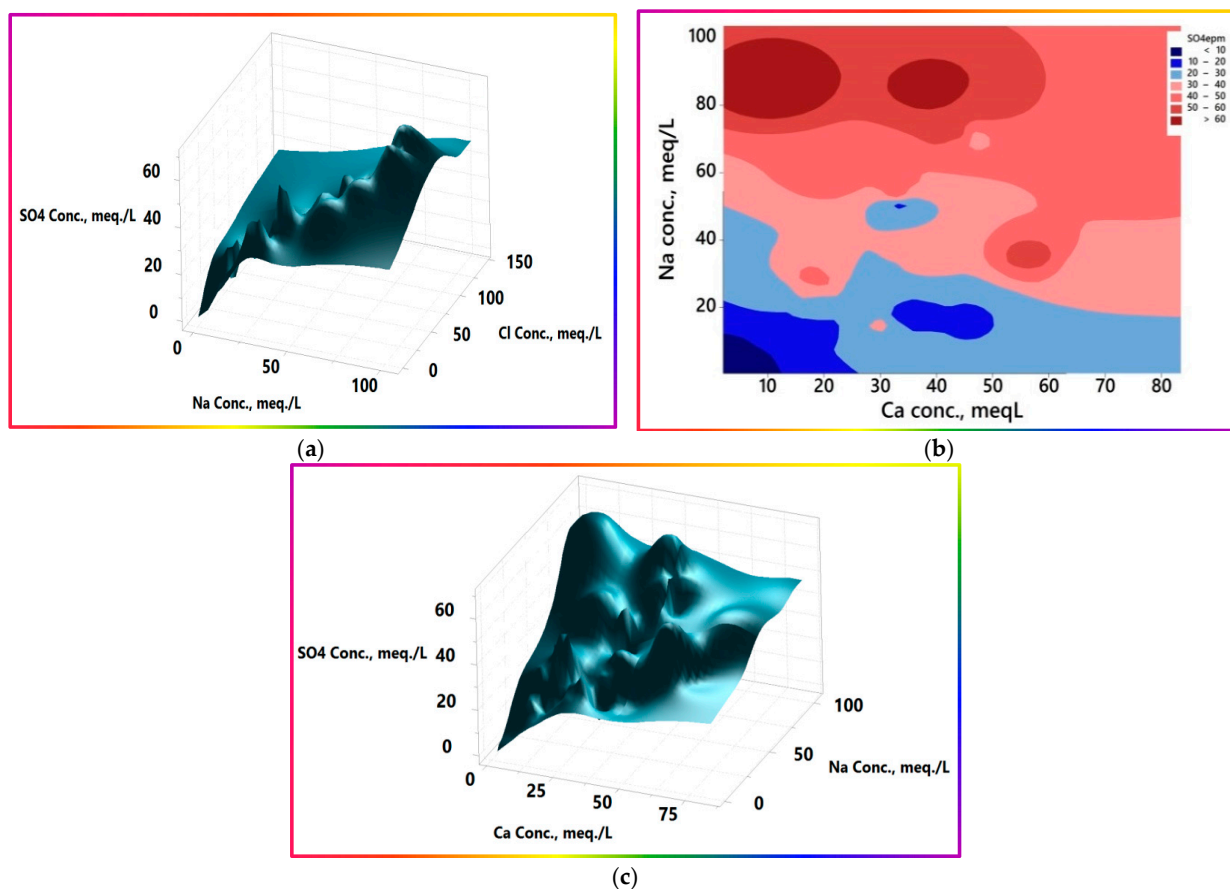 60
SO4 Conc., meq./L
40
20
0
0
50
100
Na Conc., meq./L
150
100
50
0
Cl Conc., meq./L
(a)
100
80
60
40
20
Na conc., meq/L
10 20 30 40 50 60 70 80
Ca conc., meqL
SO4epm
< 10
10 – 20
20 – 30
30 – 40
40 – 50
50 – 60
> 60
(b)
60
SO4 Conc., meq./L
40
20
0
0
25
50
75
Ca Conc., meq./L
100
50
0
Na Conc., meq./L
(c)